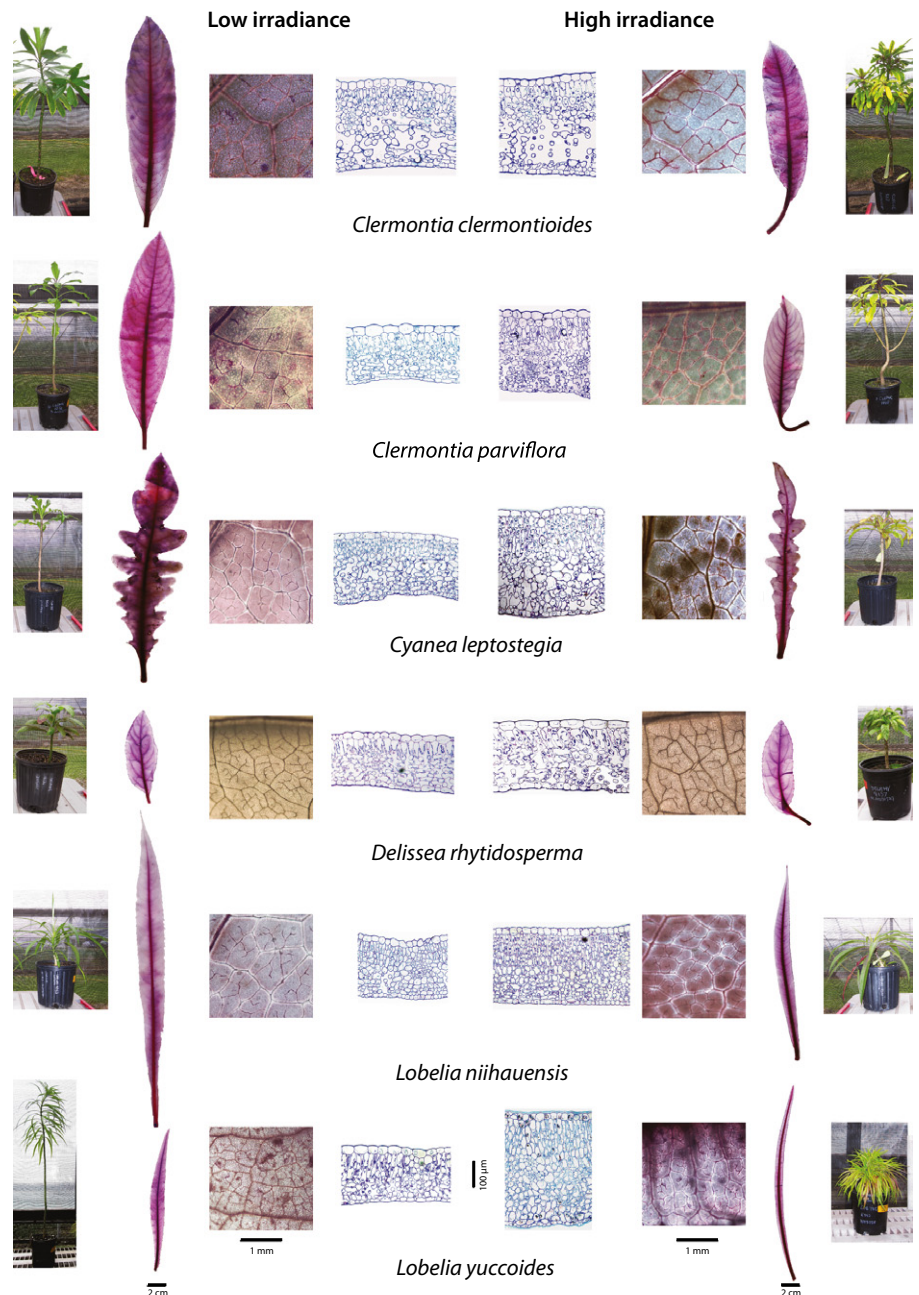 Low irradiance
High irradiance
Clermontia clermontioides
Clermontia parviflora
Cyanea leptostegia
Delissea rhytidosperma
Lobelia niihauensis
100 µm
1 mm
1 mm
Lobelia yuccoides
2 cm
2 cm